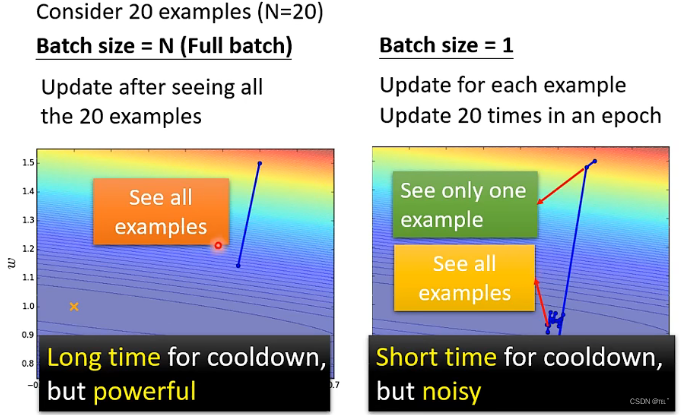 Consider 20 examples (N=20)
Batch size = N (Full batch)
Update after seeing all
the 20 examples
1.5
1.4
1.3
1.2
1.1
1.0
0.9
0.8
w
See all
examples
Long time for cooldown,
but powerful
0.7
Batch size = 1
Update for each example
Update 20 times in an epoch
See only one
example
See all
examples
Short time for cooldown,
but noisy